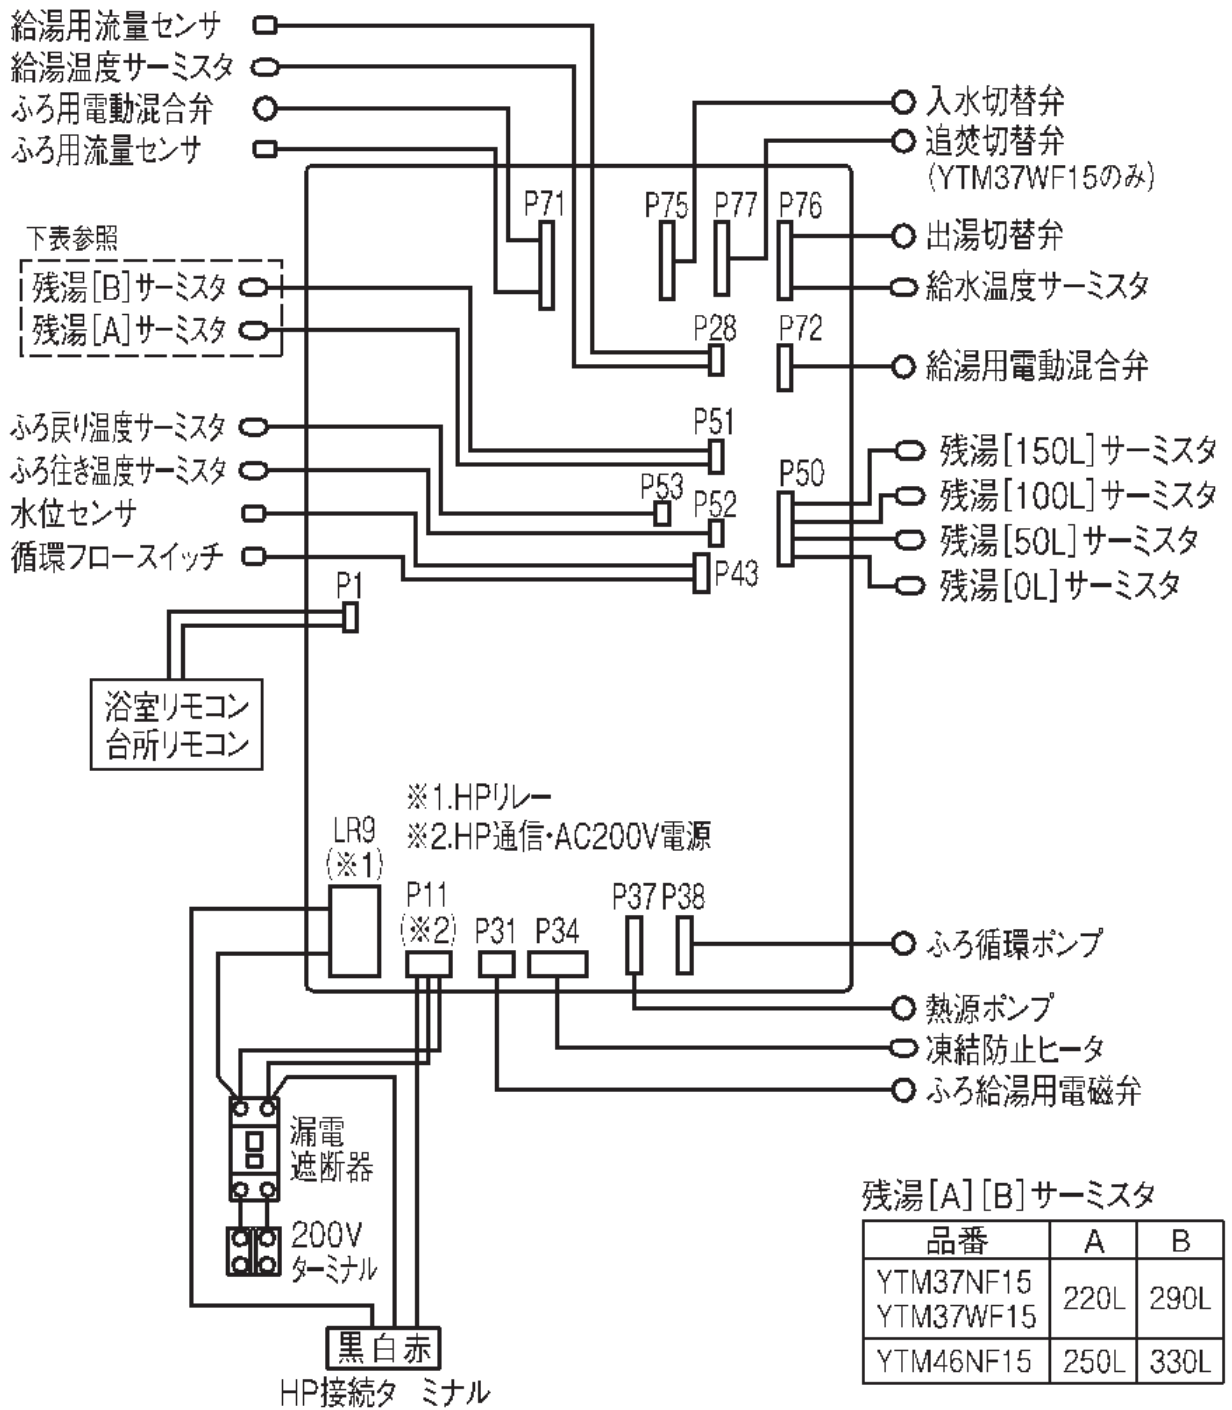 給湯用流量センサ
給湯温度サーミスタ
ふろ用電動混合弁
ふろ用流量センサ
下表参照
残湯[B]サーミスタ
残湯[A]サーミスタ
ふろ戻り温度サーミスタ
ふろ往き温度サーミスタ
水位センサ
循環フロースイッチ
P71
P75
P77
P76
P28
P72
P51
P53
P52
P50
P43
P1
入水切替弁
追焚切替弁
(YTM37WF15のみ)
出湯切替弁
給水温度サーミスタ
給湯用電動混合弁
残湯[150L]サーミスタ
残湯[100L]サーミスタ
残湯[50L]サーミスタ
残湯[0L]サーミスタ
浴室リモコン
台所リモコン
※1.HPリレー
※2.HP通信・AC200V電源
LR9
(※1)
P11
(※2)
P31
P34
P37
P38
ふろ循環ポンプ
熱源ポンプ
凍結防止ヒータ
ふろ給湯用電磁弁
漏電
遮断器
200V
ターミナル
黒 白 赤
HP接続タ ミナル
残湯[A][B]サーミスタ
品番 A B
YTM37NF15
YTM37WF15
220L 290L
YTM46NF15 250L 330L